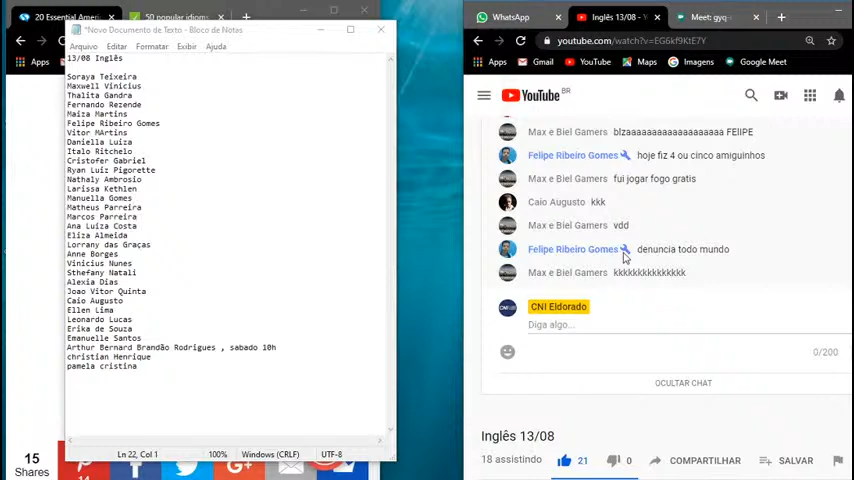 20 Essential Ameri
50 popular idioms
Apps
*Novo Documento de Texto - Bloco de Notas
Arquivo Editar Formatar Exibir Ajuda
13/08 Inglês
Soraya Teixeira
Maxwell Vinicius
Thalita Gandra
Fernando Rezende
Maiza Martins
Felipe Ribeiro Gomes
Vitor MArtins
Daniella Luiza
Italo Ritchelo
Cristofer Gabriel
Ryan Luiz Pigorette
Nathaly Ambrosio
Larissa Kethlen
Manuella Gomes
Matheus Parreira
Marcos Parreira
Ana Luiza Costa
Eliza Almeida
Lorrany das Graças
Anne Borges
Vinicius Nunes
Sthefany Natali
Alexia Dias
Joao Vitor Quinta
Caio Augusto
Ellen Lima
Leonardo Lucas
Erika de Souza
Emanuelle Santos
Arthur Bernard Brandão Rodrigues , sabado 10h
christian Henrique
pamela cristina
Ln 22, Col 1 100% Windows (CRLF) UTF-8
15
Shares
14
WhatsApp
Inglês 13/08 - Y
Meet: gyq
youtube.com/watch?v=EG6kf9KtE7Y
Apps Gmail YouTube Maps Imagens Google Meet
YouTube BR
Max e Biel Gamers blzaaaaaaaaaaaaaaaaaaa FElIPE
Felipe Ribeiro Gomes hoje fiz 4 ou cinco amiguinhos
Max e Biel Gamers fui jogar fogo gratis
Caio Augusto kkk
Max e Biel Gamers vdd
Felipe Ribeiro Gomes denuncia todo mundo
Max e Biel Gamers kkkkkkkkkkkkkkk
CNI Eldorado
Diga algo...
0/200
OCULTAR CHAT
Inglês 13/08
18 assistindo 21 0 COMPARTILHAR SALVAR